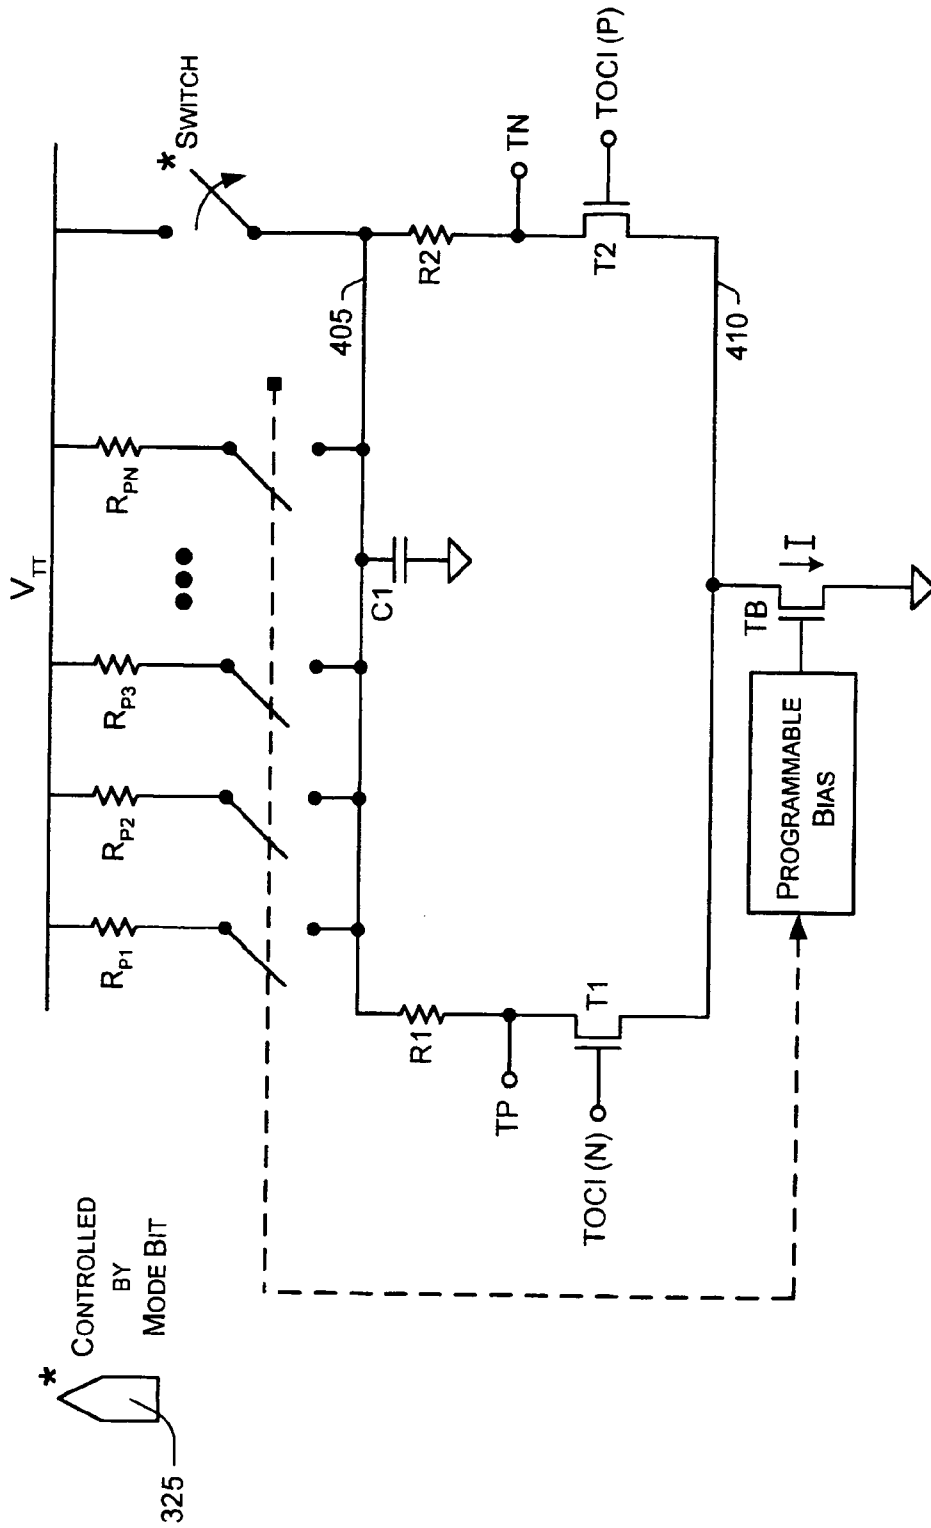 V_TT
R_P1
R_P2
R_P3
R_PN
* SWITCH
405
C1
R1
R2
TP
TN
TOCI (N)
T1
T2
TOCI (P)
410
TB
I
PROGRAMMABLE
BIAS
* CONTROLLED
BY
MODE BIT
325